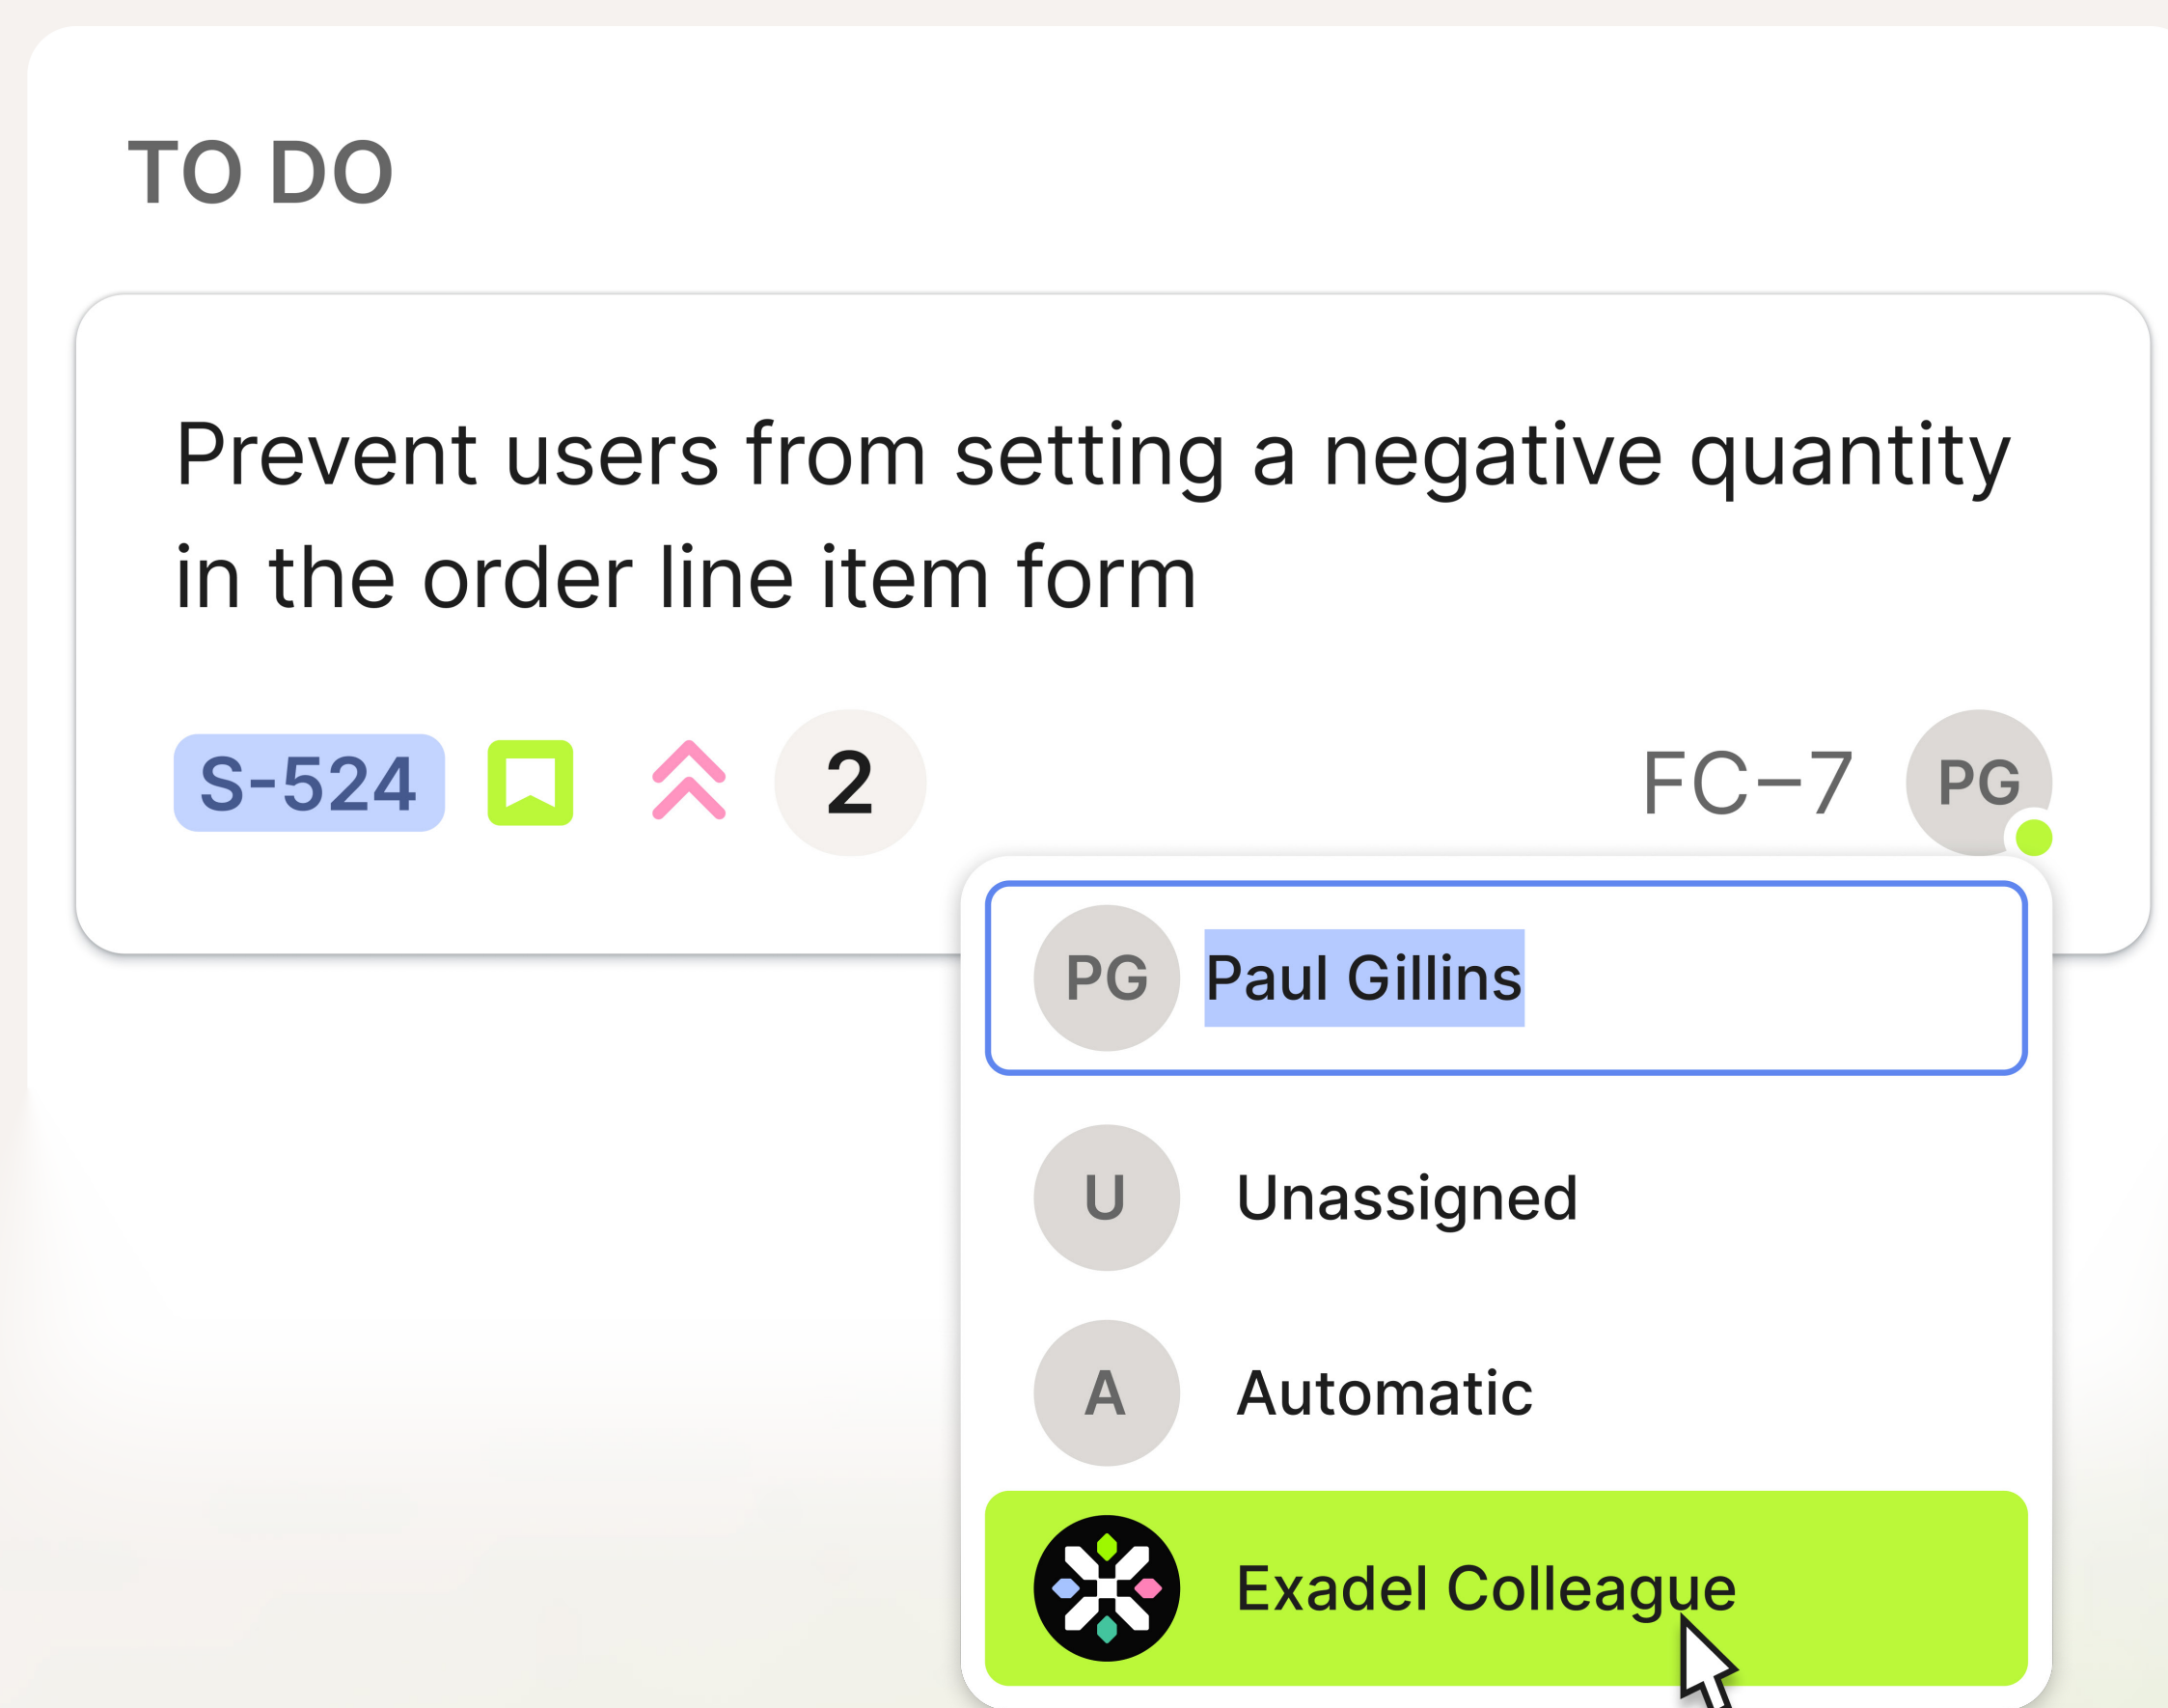 TO DO
Prevent users from setting a negative quantity
in the order line item form
S-524
2
FC-7
PG
PG
Paul Gillins
U
Unassigned
A
Automatic
Exadel Colleague